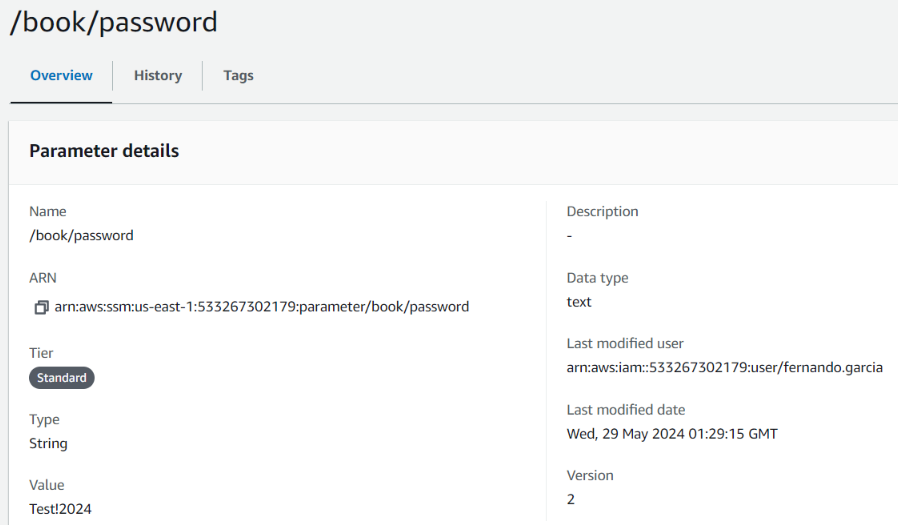 /book/password
Overview
History
Tags
Parameter details
Name
/book/password
ARN
arn:aws:ssm:us-east-1:533267302179:parameter/book/password
Tier
Standard
Type
String
Value
Test!2024
Description
-
Data type
text
Last modified user
arn:aws:iam::533267302179:user/fernando.garcia
Last modified date
Wed, 29 May 2024 01:29:15 GMT
Version
2